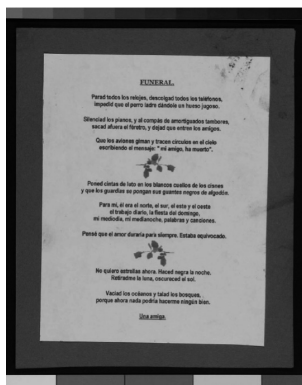 FUNERAL.
Parad todos los relojes, descolgad todos los teléfonos,
impedid que el perro ladre dándole un hueso jugoso.
Silenciad los pianos, y al compás de amortiguados tambores,
sacad afuera el féretro, y dejad que entren los amigos.
Que los aviones giman y tracen círculos en el cielo
escribiendo el mensaje: " mi amigo, ha muerto".
Poned cintas de luto en los blancos cuellos de los cisnes
y que los guardias se pongan sus guantes negros de algodón.
Para mí, él era el norte, el sur, el este y el oeste
el trabajo diario, la fiesta del domingo,
mi mediodía, mi medianoche, palabras y canciones.
Pensé que el amor duraría para siempre. Estaba equivocado.
No quiero estrellas ahora. Haced negra la noche.
Retiradme la luna, oscureced el sol.
Vaciad los océanos y talad los bosques,
porque ahora nada podría hacerme ningún bien.
Una amiga.